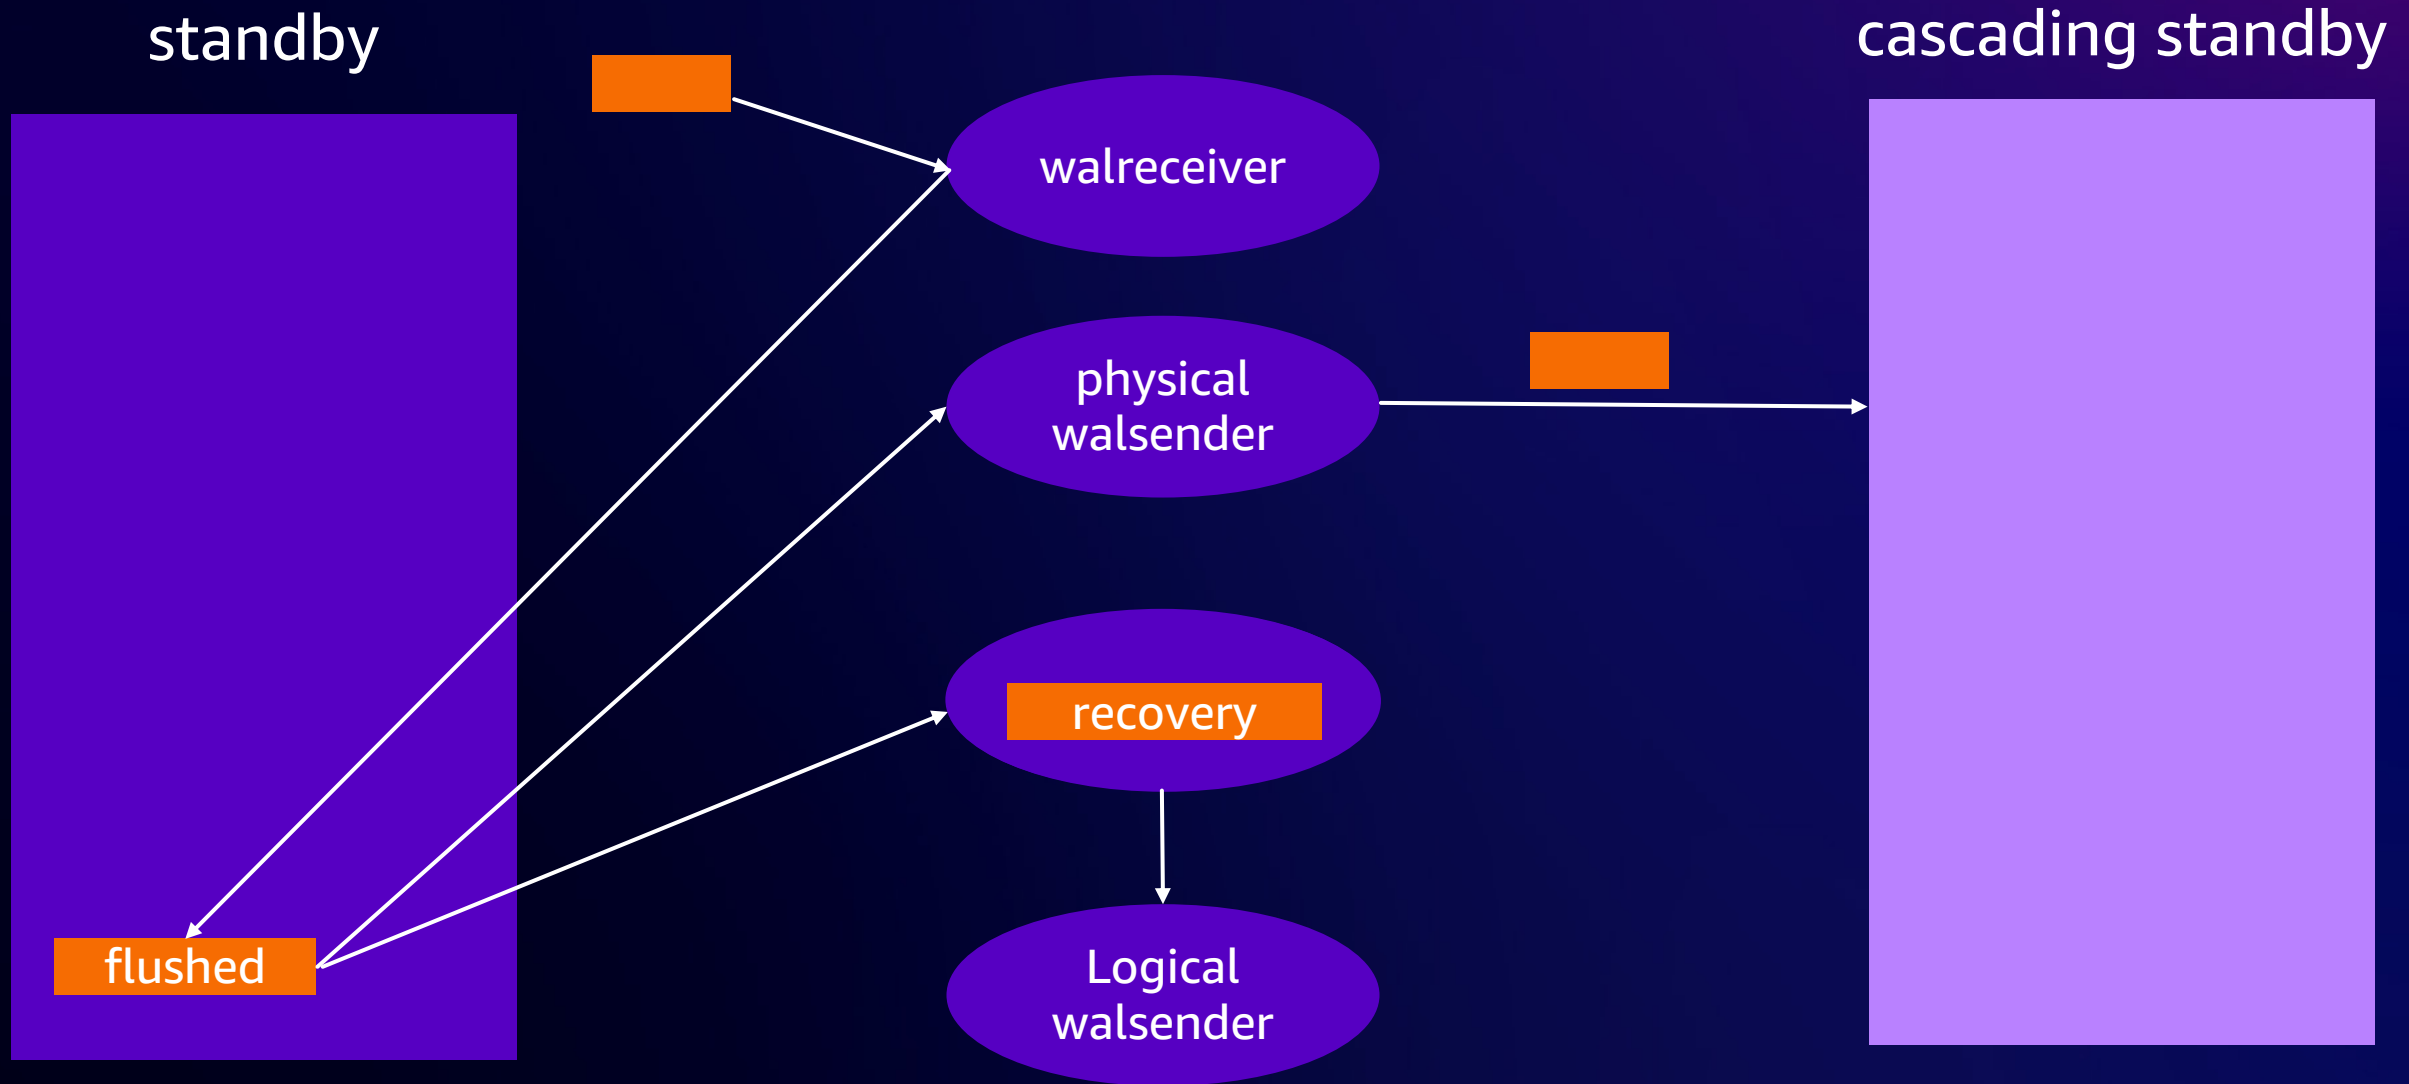 standby
cascading standby
walreceiver
physical
walsender
recovery
flushed
Logical
walsender